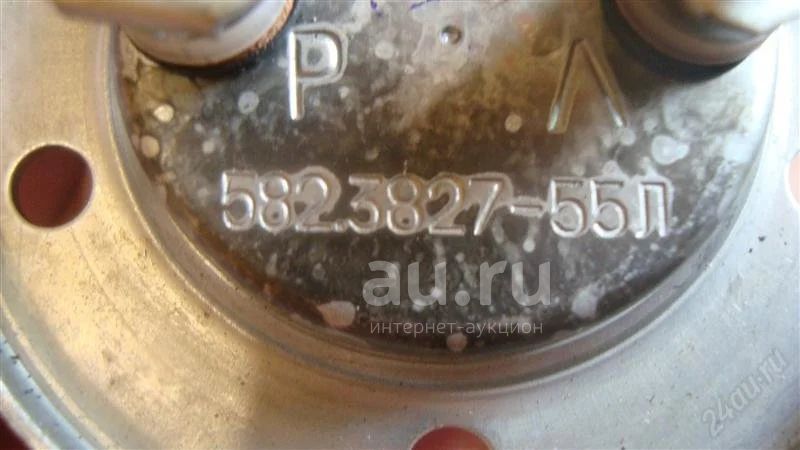 Р Л
582.3827-55Л
au.ru
интернет-аукцион
24au.ru